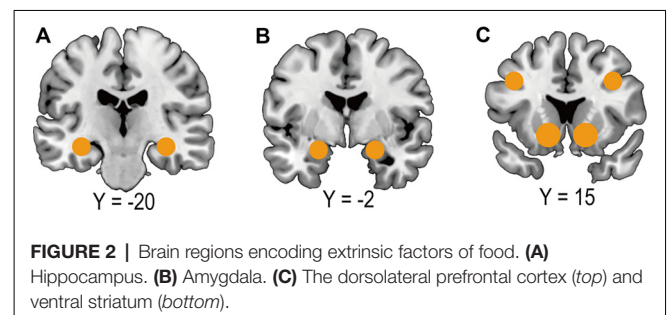 A B C
Y = -20 Y = -2 Y = 15
FIGURE 2 | Brain regions encoding extrinsic factors of food. (A)
Hippocampus. (B) Amygdala. (C) The dorsolateral prefrontal cortex (top) and
ventral striatum (bottom).